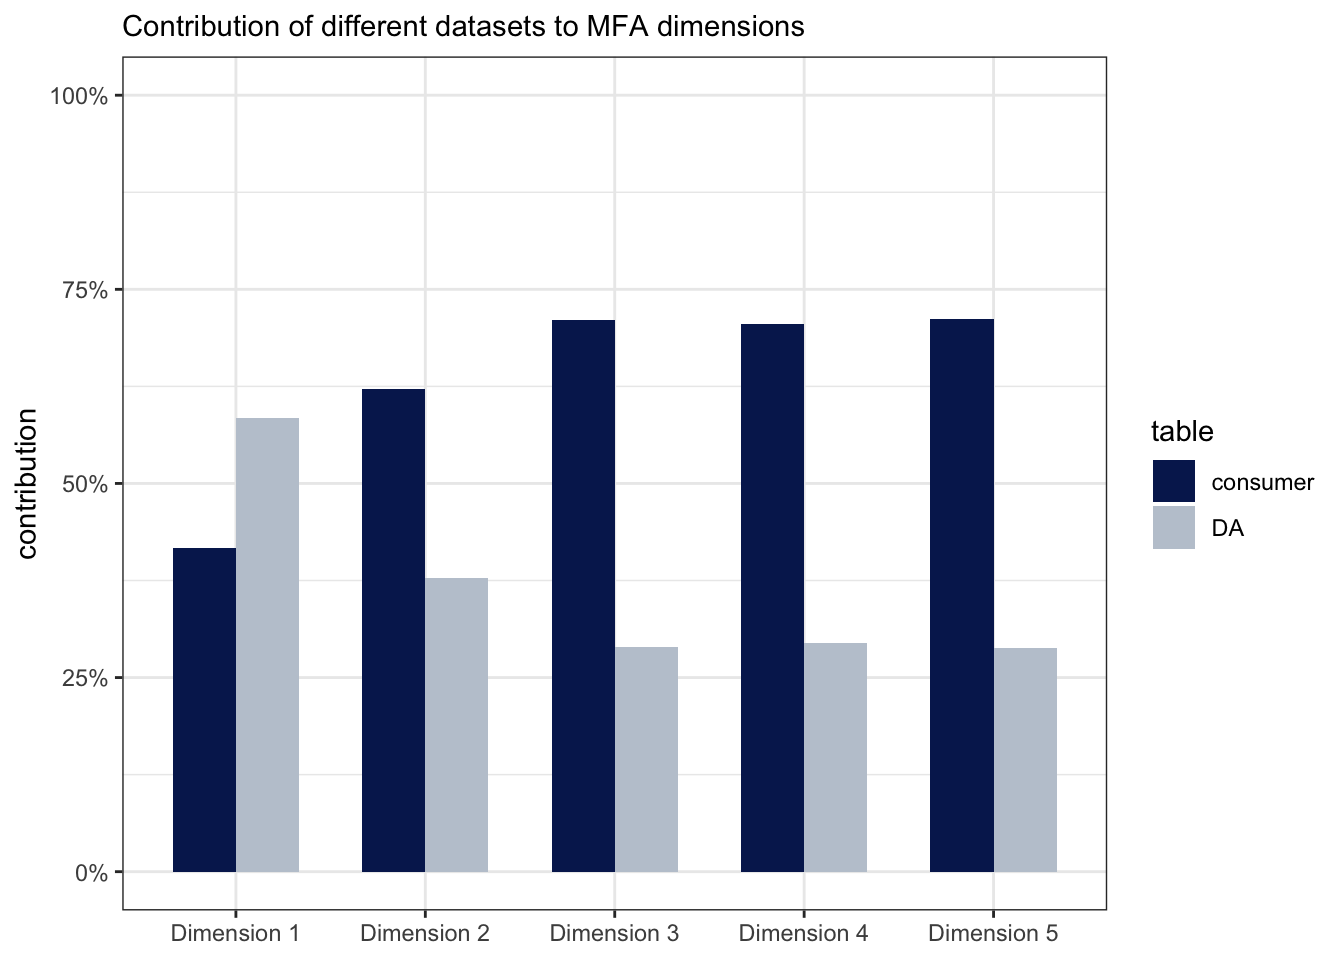 Contribution of different datasets to MFA dimensions
100%
75%
50%
25%
0%
contribution
Dimension 1
Dimension 2
Dimension 3
Dimension 4
Dimension 5
table
consumer
DA